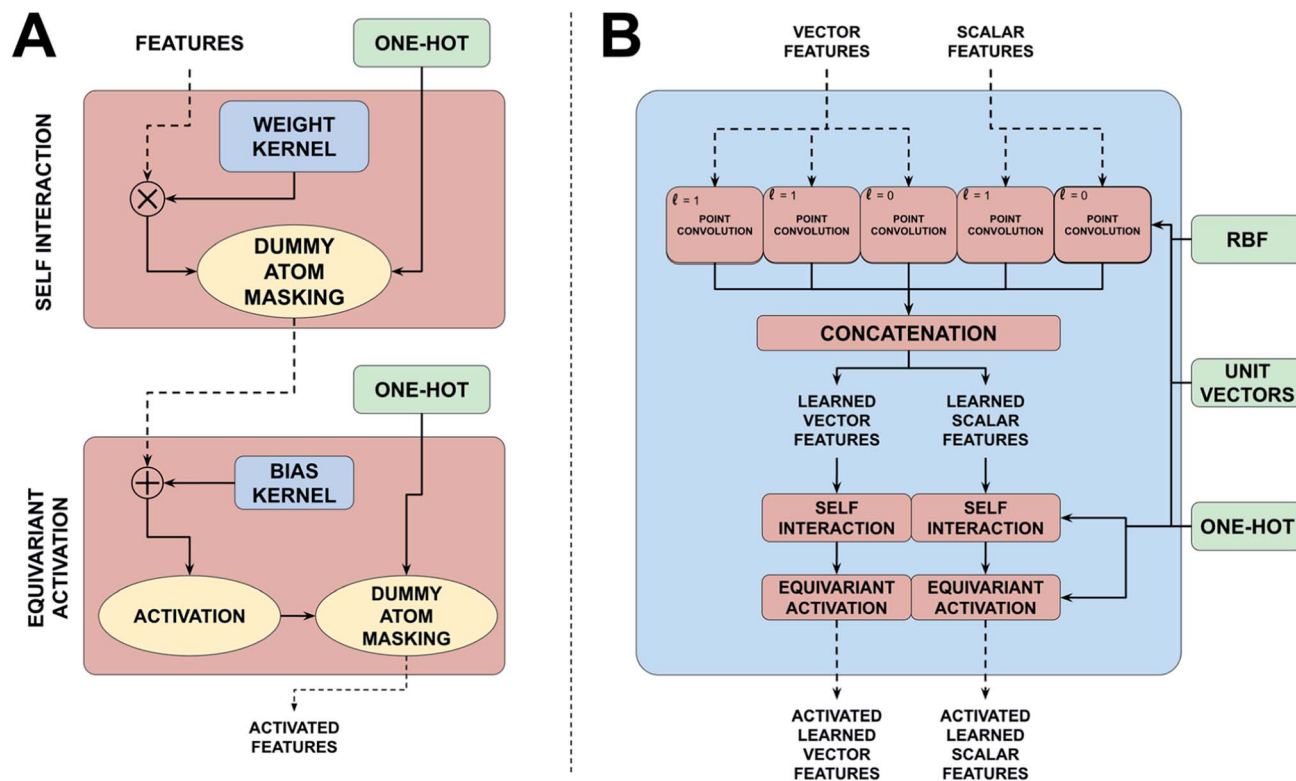 A
FEATURES
ONE-HOT
SELF INTERACTION
WEIGHT
KERNEL
DUMMY
ATOM
MASKING
ONE-HOT
EQUIVARIANT
ACTIVATION
BIAS
KERNEL
ACTIVATION
DUMMY
ATOM
MASKING
ACTIVATED
FEATURES
B
VECTOR
FEATURES
SCALAR
FEATURES
ℓ = 1
POINT
CONVOLUTION
ℓ = 1
POINT
CONVOLUTION
ℓ = 0
POINT
CONVOLUTION
ℓ = 1
POINT
CONVOLUTION
ℓ = 0
POINT
CONVOLUTION
RBF
CONCATENATION
UNIT
VECTORS
LEARNED
VECTOR
FEATURES
LEARNED
SCALAR
FEATURES
SELF
INTERACTION
SELF
INTERACTION
ONE-HOT
EQUIVARIANT
ACTIVATION
EQUIVARIANT
ACTIVATION
ACTIVATED
LEARNED
VECTOR
FEATURES
ACTIVATED
LEARNED
SCALAR
FEATURES